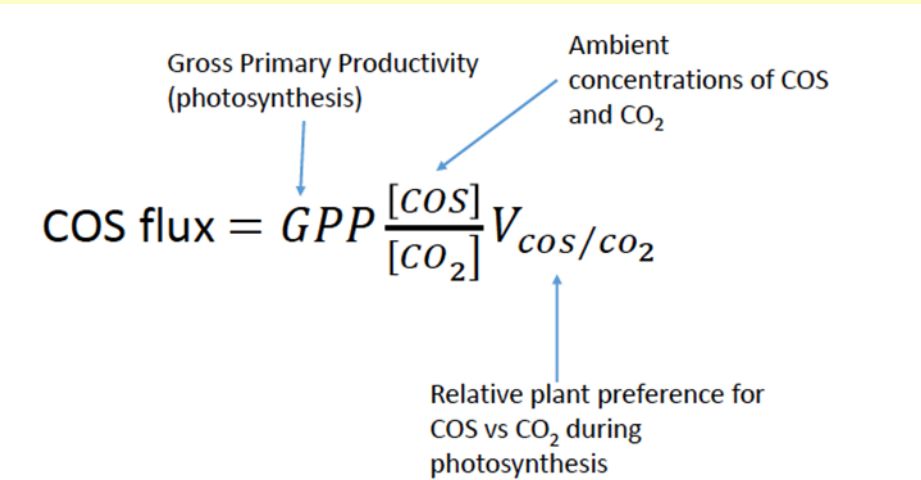 Gross Primary Productivity
(photosynthesis)
Ambient
concentrations of COS
and CO₂
COS flux = GPP [COS]/[CO₂] V cos/co₂
Relative plant preference for
COS vs CO₂ during
photosynthesis